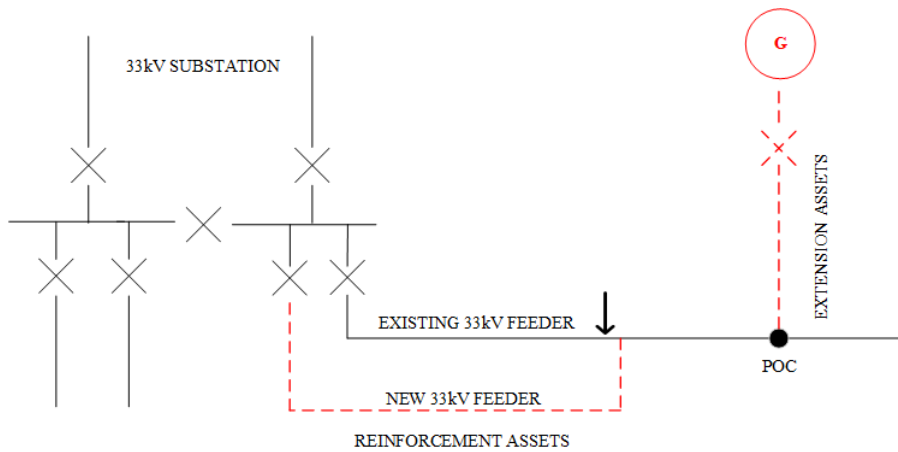 G
33kV SUBSTATION
EXTENSION ASSETS
EXISTING 33kV FEEDER
POC
NEW 33kV FEEDER
REINFORCEMENT ASSETS